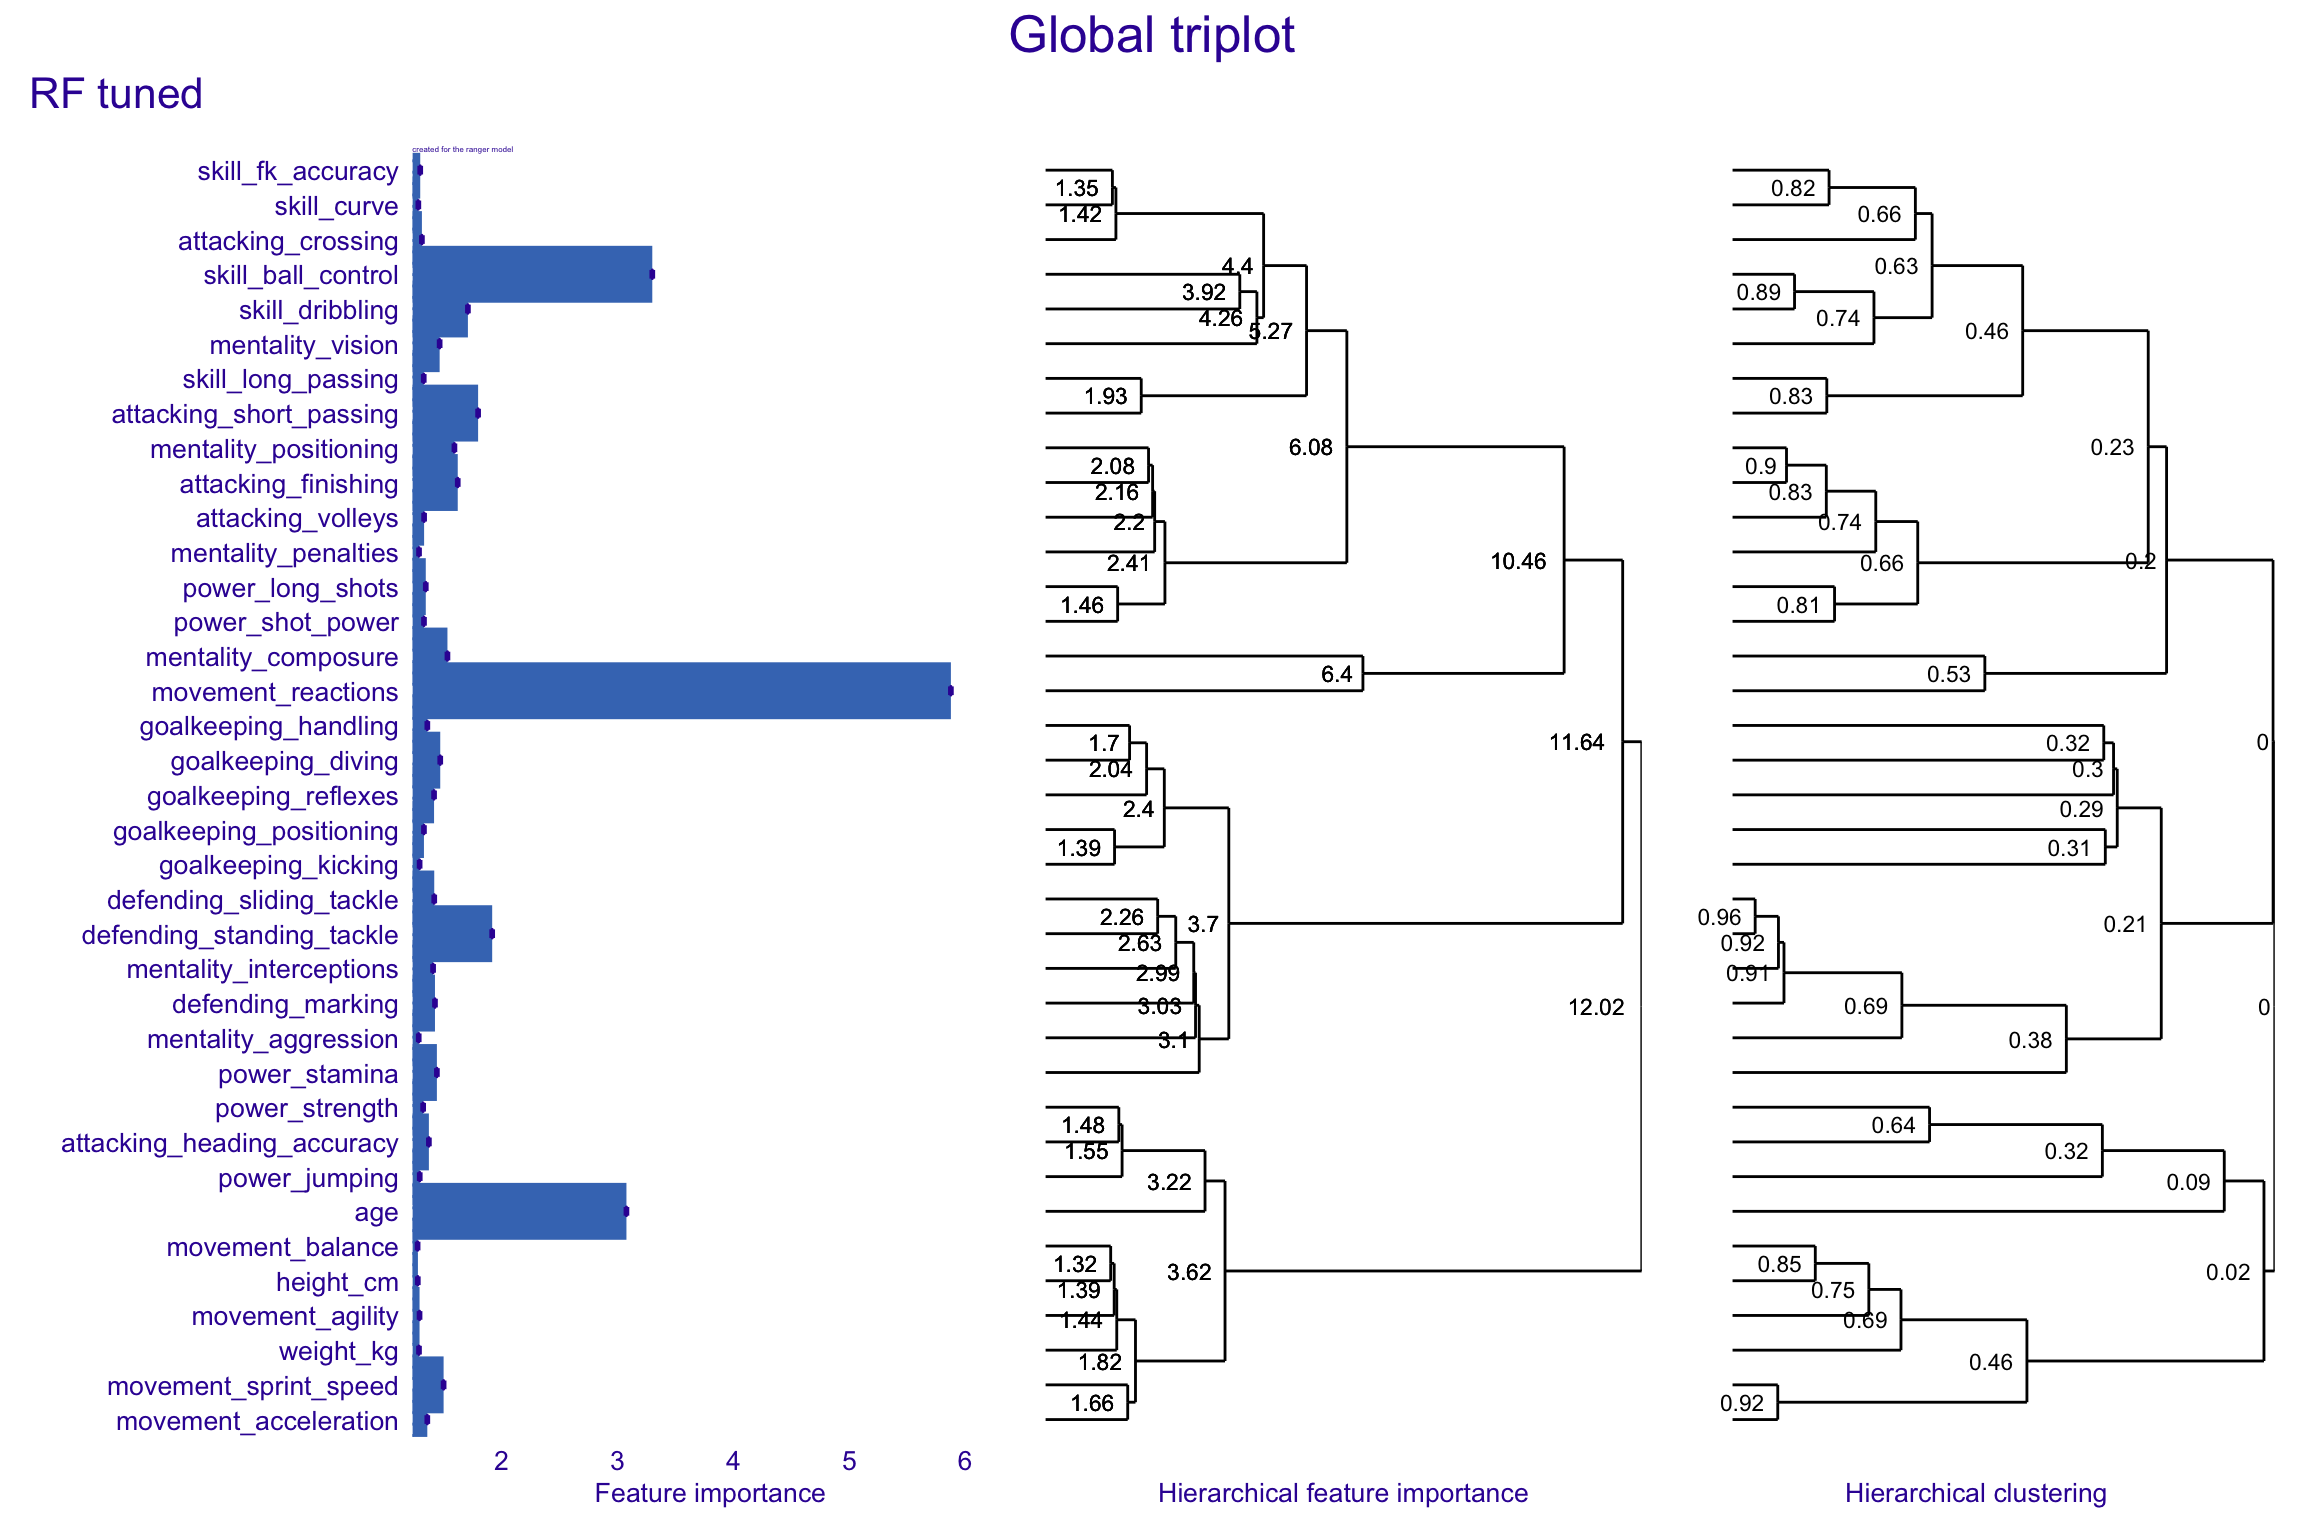 Global triplot
RF tuned
created for the ranger model
skill_fk_accuracy
skill_curve
attacking_crossing
skill_ball_control
skill_dribbling
mentality_vision
skill_long_passing
attacking_short_passing
mentality_positioning
attacking_finishing
attacking_volleys
mentality_penalties
power_long_shots
power_shot_power
mentality_composure
movement_reactions
goalkeeping_handling
goalkeeping_diving
goalkeeping_reflexes
goalkeeping_positioning
goalkeeping_kicking
defending_sliding_tackle
defending_standing_tackle
mentality_interceptions
defending_marking
mentality_aggression
power_stamina
power_strength
attacking_heading_accuracy
power_jumping
age
movement_balance
height_cm
movement_agility
weight_kg
movement_sprint_speed
movement_acceleration
2 3 4 5 6
Feature importance
1.35
1.42
4.4
3.92
4.26
5.27
1.93
6.08
2.08
2.16
2.2
2.41
10.46
1.46
6.4
1.7
11.64
2.04
2.4
1.39
2.26
3.7
2.63
2.99
3.03
12.02
3.1
1.48
1.55
3.22
1.32
3.62
1.39
1.44
1.82
1.66
Hierarchical feature importance
0.82
0.66
0.63
0.89
0.74
0.46
0.83
0.23
0.9
0.83
0.74
0.66
0.2
0.81
0.53
0.32
0
0.3
0.29
0.31
0.96
0.21
0.92
0.91
0.69
0
0.38
0.64
0.32
0.09
0.85
0.02
0.75
0.69
0.46
0.92
Hierarchical clustering